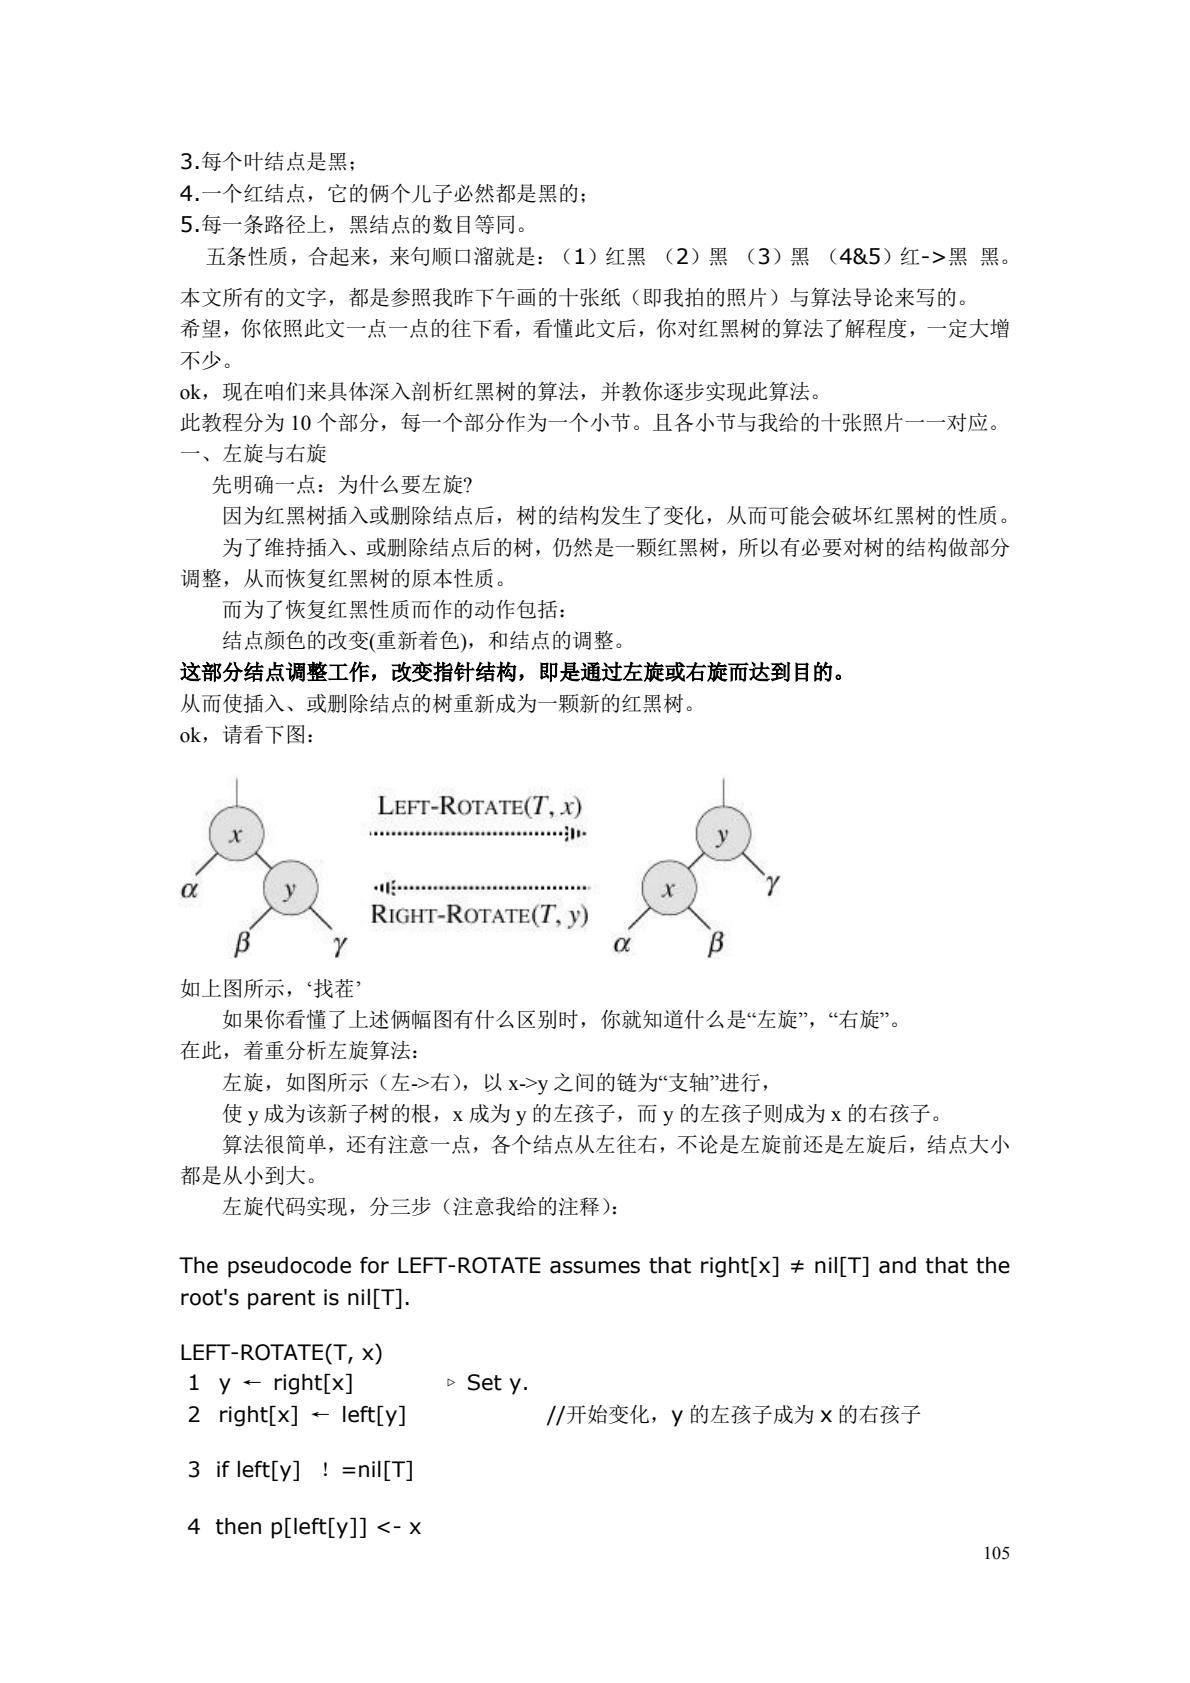 3.每个叶结点是黑；
4.一个红结点，它的俩个儿子必然都是黑的；
5.每一条路径上，黑结点的数目等同。
五条性质，合起来，来句顺口溜就是：（1）红黑 （2）黑 （3）黑 （4&5）红->黑 黑。
本文所有的文字，都是参照我昨下午画的十张纸（即我拍的照片）与算法导论来写的。
希望，你依照此文一点一点的往下看，看懂此文后，你对红黑树的算法了解程度，一定大增
不少。
ok，现在咱们来具体深入剖析红黑树的算法，并教你逐步实现此算法。
此教程分为 10 个部分，每一个部分作为一个小节。且各小节与我给的十张照片一一对应。
一、左旋与右旋
先明确一点：为什么要左旋?
因为红黑树插入或删除结点后，树的结构发生了变化，从而可能会破坏红黑树的性质。
为了维持插入、或删除结点后的树，仍然是一颗红黑树，所以有必要对树的结构做部分
调整，从而恢复红黑树的原本性质。
而为了恢复红黑性质而作的动作包括：
结点颜色的改变(重新着色)，和结点的调整。
这部分结点调整工作，改变指针结构，即是通过左旋或右旋而达到目的。
从而使插入、或删除结点的树重新成为一颗新的红黑树。
ok，请看下图：
LEFT-ROTATE(T, x)
x y
α y x γ
RIGHT-ROTATE(T, y)
β γ α β
如上图所示，‘找茬’
如果你看懂了上述俩幅图有什么区别时，你就知道什么是“左旋”，“右旋”。
在此，着重分析左旋算法：
左旋，如图所示（左->右），以 x->y 之间的链为“支轴”进行，
使 y 成为该新子树的根，x 成为 y 的左孩子，而 y 的左孩子则成为 x 的右孩子。
算法很简单，还有注意一点，各个结点从左往右，不论是左旋前还是左旋后，结点大小
都是从小到大。
左旋代码实现，分三步（注意我给的注释）：
The pseudocode for LEFT-ROTATE assumes that right[x] ≠ nil[T] and that the
root's parent is nil[T].
LEFT-ROTATE(T, x)
1 y ← right[x] ▹ Set y.
2 right[x] ← left[y] //开始变化，y 的左孩子成为 x 的右孩子
3 if left[y] ！=nil[T]
4 then p[left[y]] <- x
105